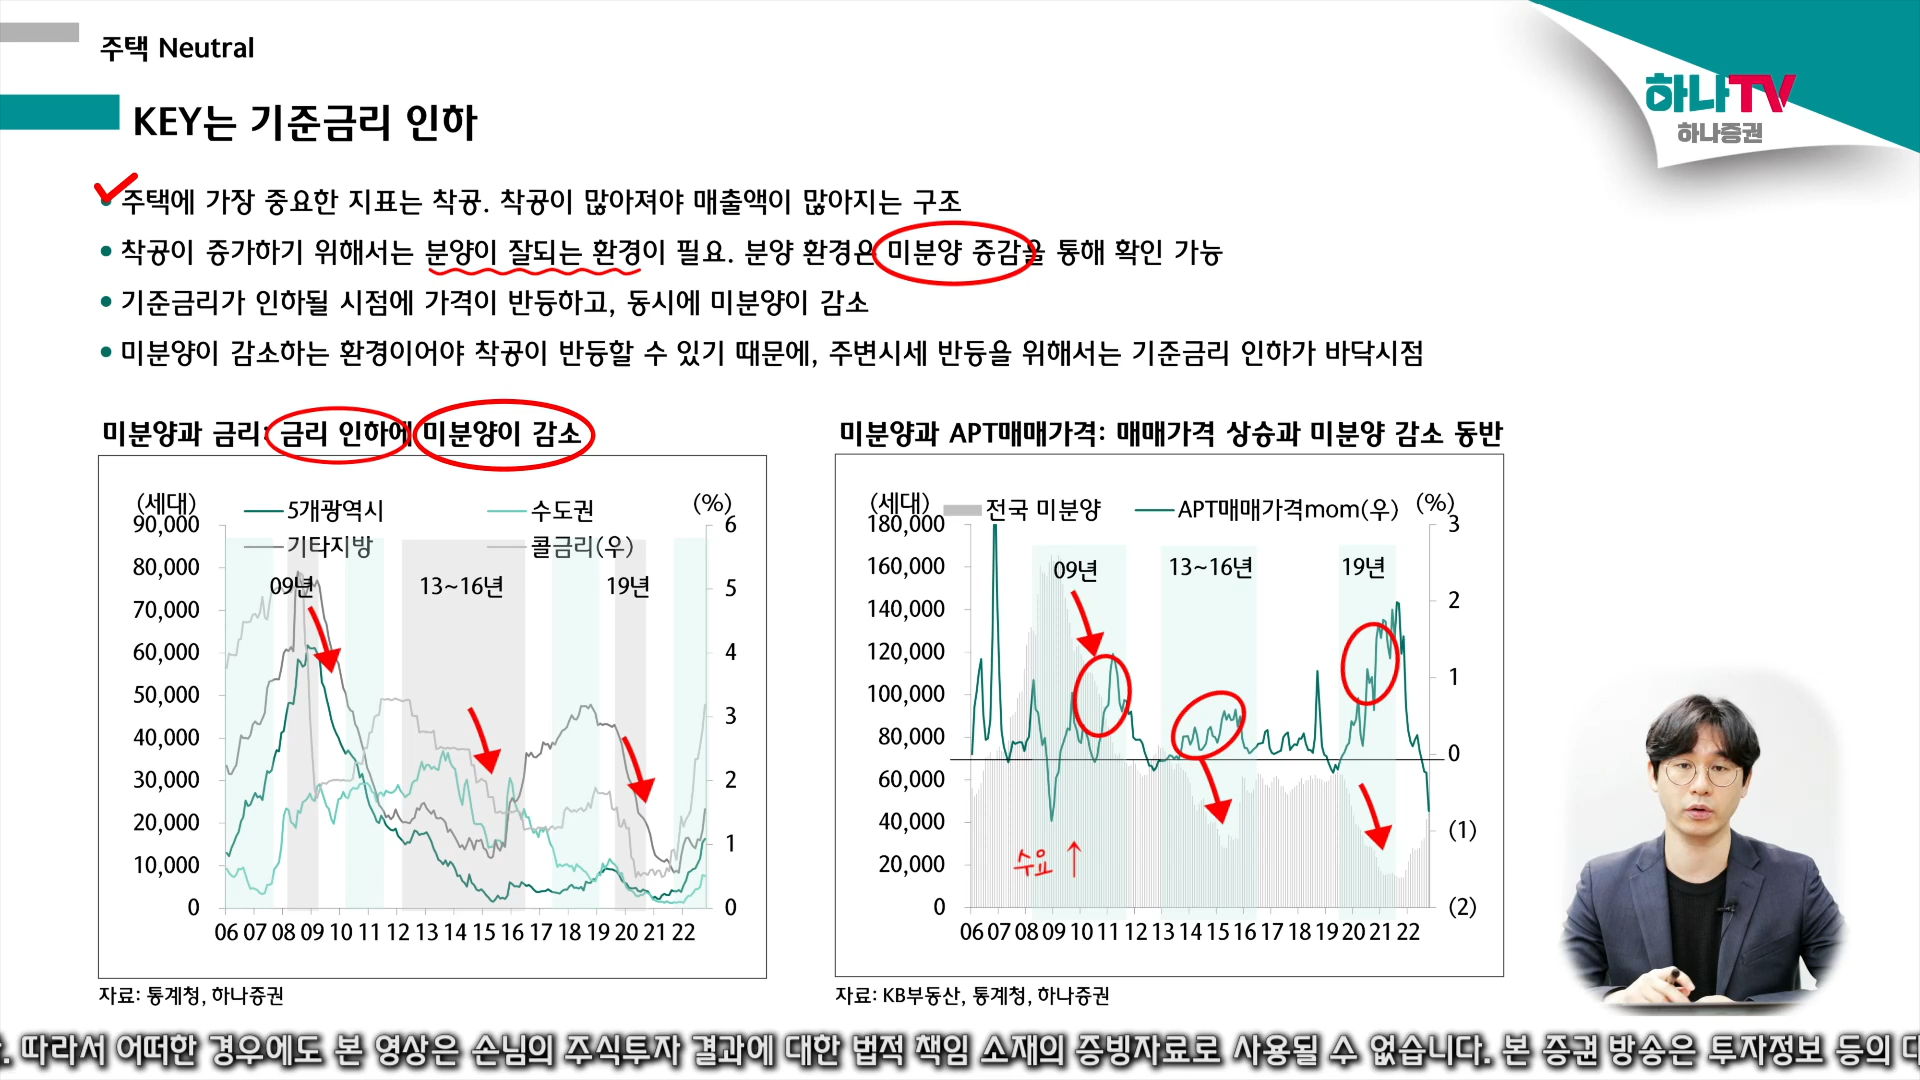 주택 Neutral
KEY는 기준금리 인하
하나TV
하나증권
• 주택에 가장 중요한 지표는 착공. 착공이 많아져야 매출액이 많아지는 구조
• 착공이 증가하기 위해서는 분양이 잘되는 환경이 필요. 분양 환경은 미분양 증감을 통해 확인 가능
• 기준금리가 인하될 시점에 가격이 반등하고, 동시에 미분양이 감소
• 미분양이 감소하는 환경이어야 착공이 반등할 수 있기 때문에, 주변시세 반등을 위해서는 기준금리 인하가 바닥시점
미분양과 금리: 금리 인하에 미분양이 감소
(세대)
(%)
5개광역시
수도권
기타지방
콜금리(우)
09년
13~16년
19년
90,000
80,000
70,000
60,000
50,000
40,000
30,000
20,000
10,000
0
6
5
4
3
2
1
0
06 07 08 09 10 11 12 13 14 15 16 17 18 19 20 21 22
자료: 통계청, 하나증권
미분양과 APT매매가격: 매매가격 상승과 미분양 감소 동반
(세대)
(%)
전국 미분양
APT매매가격mom(우)
09년
13~16년
19년
180,000
160,000
140,000
120,000
100,000
80,000
60,000
40,000
20,000
0
3
2
1
0
(1)
(2)
수요 ↑
06 07 08 09 10 11 12 13 14 15 16 17 18 19 20 21 22
자료: KB부동산, 통계청, 하나증권
. 따라서 어떠한 경우에도 본 영상은 손님의 주식투자 결과에 대한 법적 책임 소재의 증빙자료로 사용될 수 없습니다. 본 증권 방송은 투자정보 등의